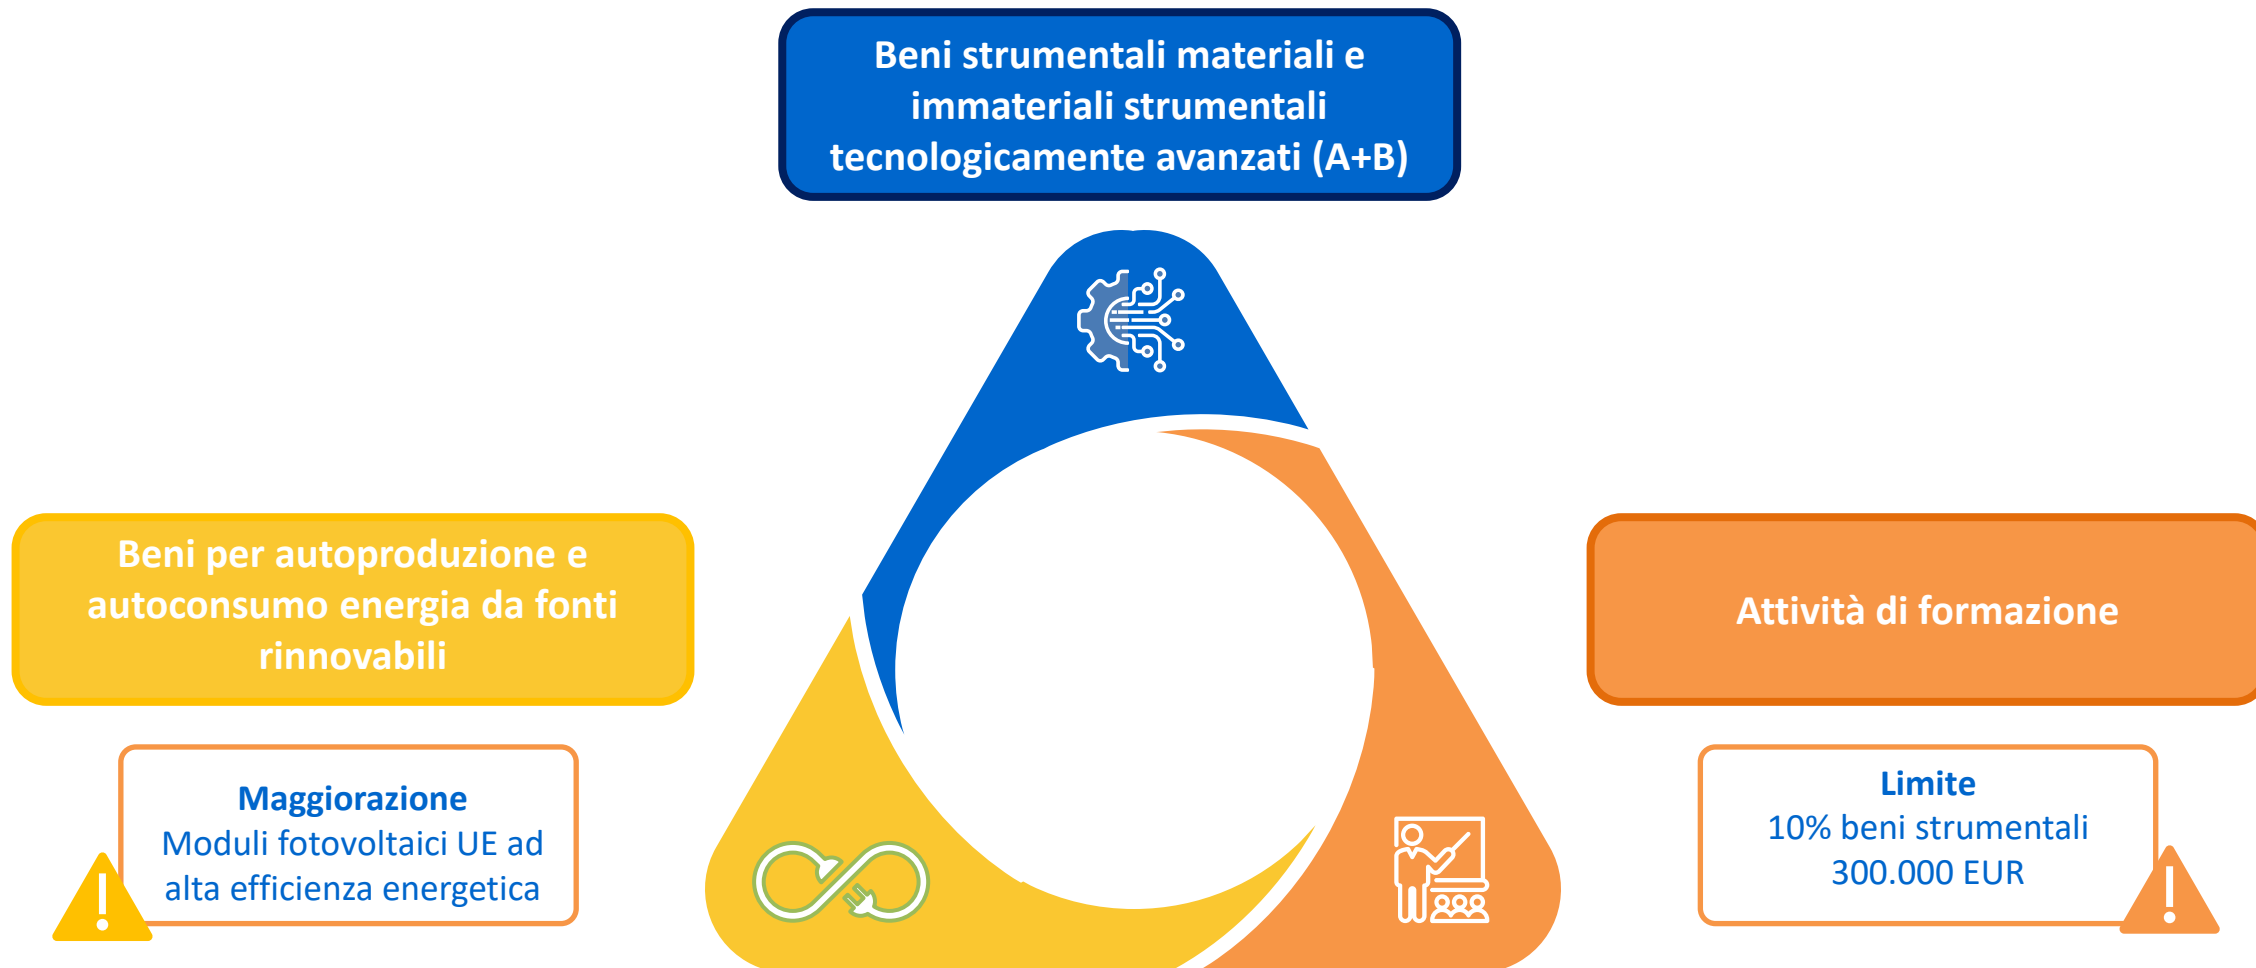 Beni strumentali materiali e
immateriali strumentali
tecnologicamente avanzati (A+B)
Beni per autoproduzione e
autoconsumo energia da fonti
rinnovabili
Maggiorazione
Moduli fotovoltaici UE ad
alta efficienza energetica
Attività di formazione
Limite
10% beni strumentali
300.000 EUR